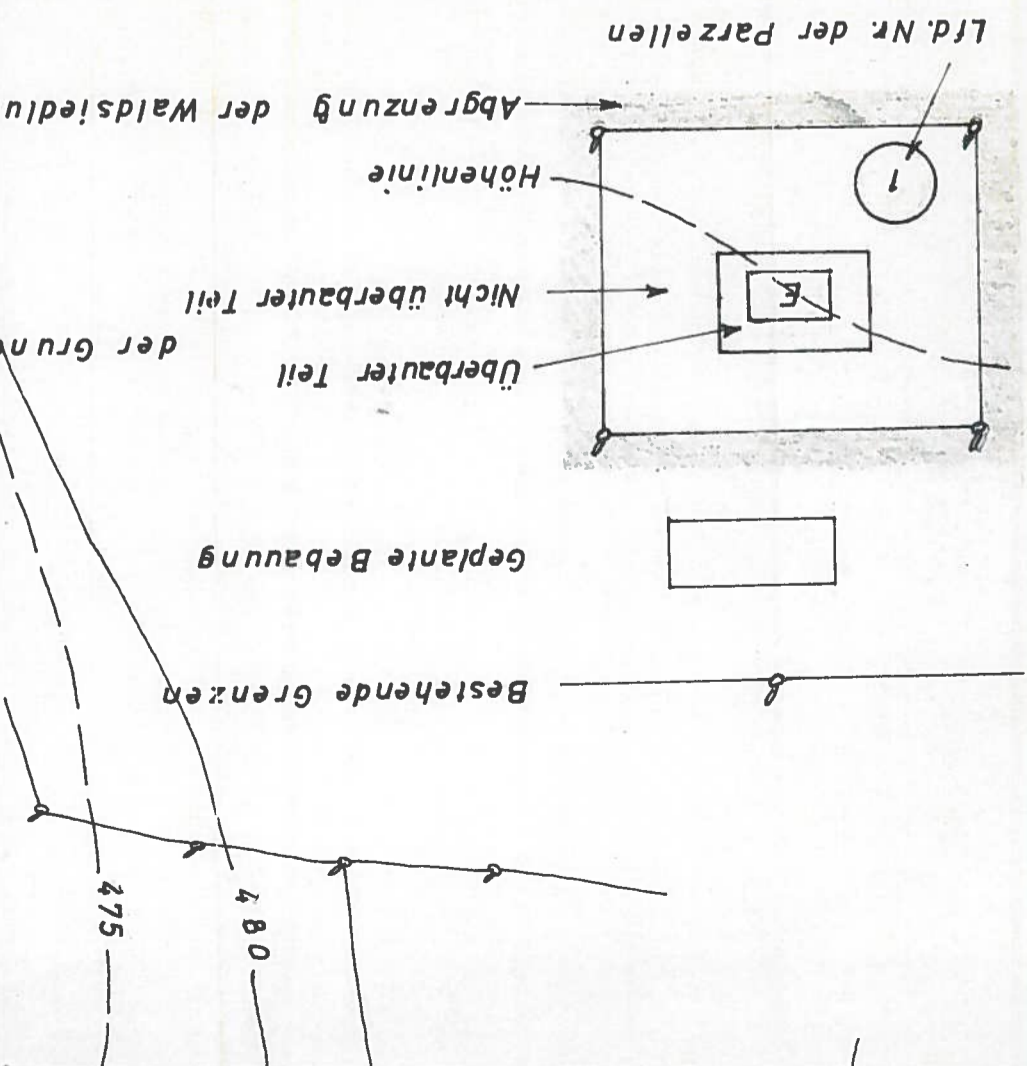 480
475
Bestehende Grenzen
Geplante Bebauung
Überbauter Teil
der Grun
E
Nicht überbauter Teil
Höhenlinie
1
Abgrenzung der Waldsiedlu
Lfd. Nr. der Parzellen